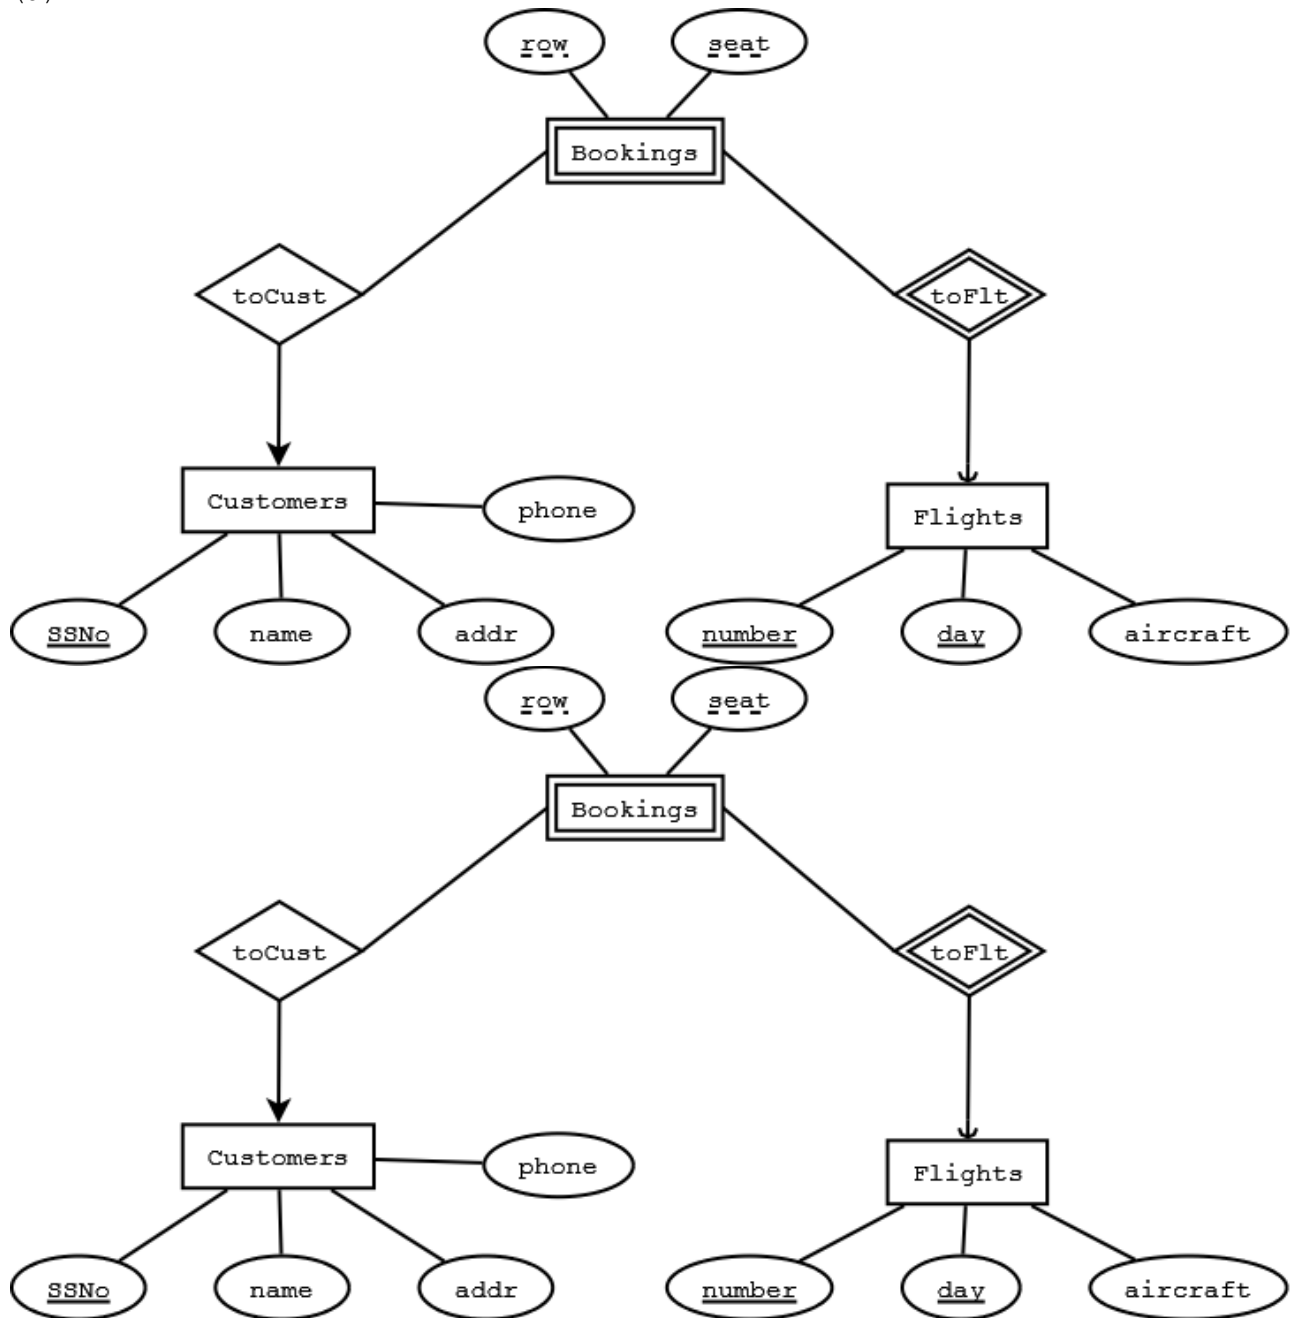 row seat
Bookings
toCust toFlt
Customers phone Flights
SSNo name addr number day aircraft
row seat
Bookings
toCust toFlt
Customers phone Flights
SSNo name addr number day aircraft